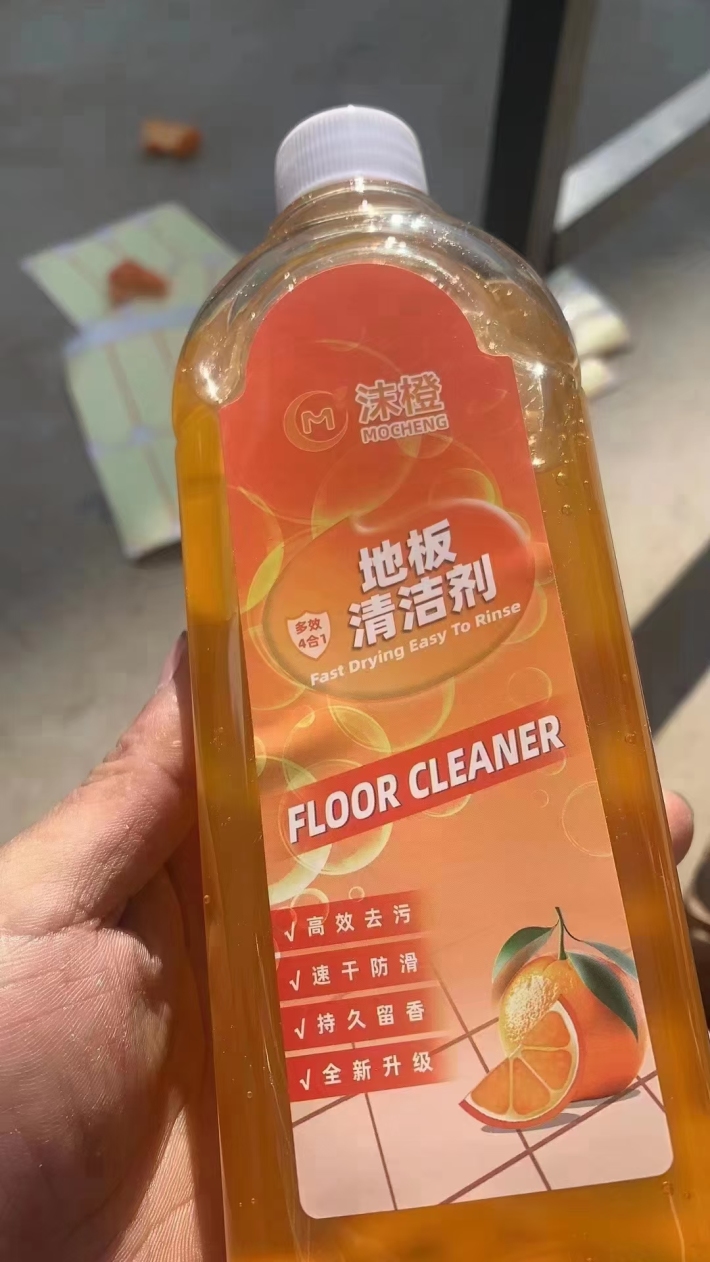 M
沫橙
MOCHENG
地板
清洁剂
多效
4合1
Fast Drying Easy To Rinse
FLOOR CLEANER
√高效去污
√速干防滑
√持久留香
√全新升级